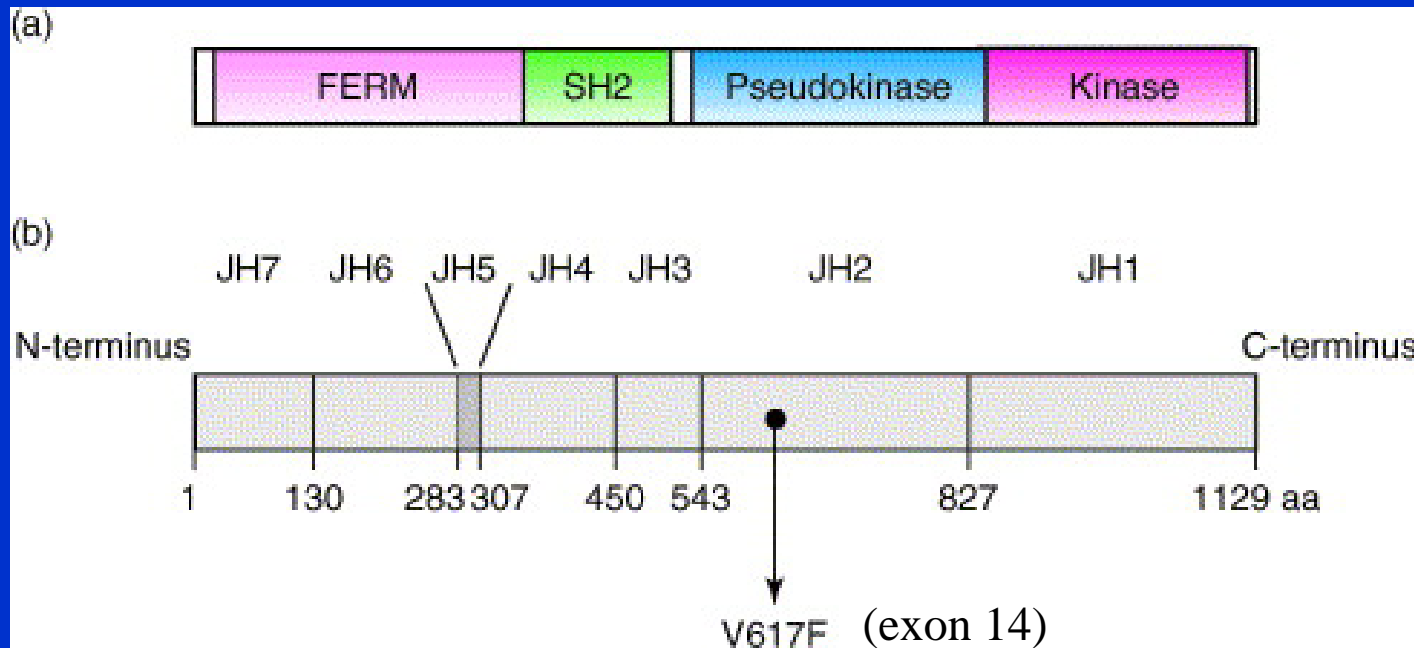 (a)
FERM SH2 Pseudokinase Kinase
(b)
JH7 JH6 JH5 JH4 JH3 JH2 JH1
N-terminus C-terminus
1 130 283 307 450 543 827 1129 aa
V617F (exon 14)